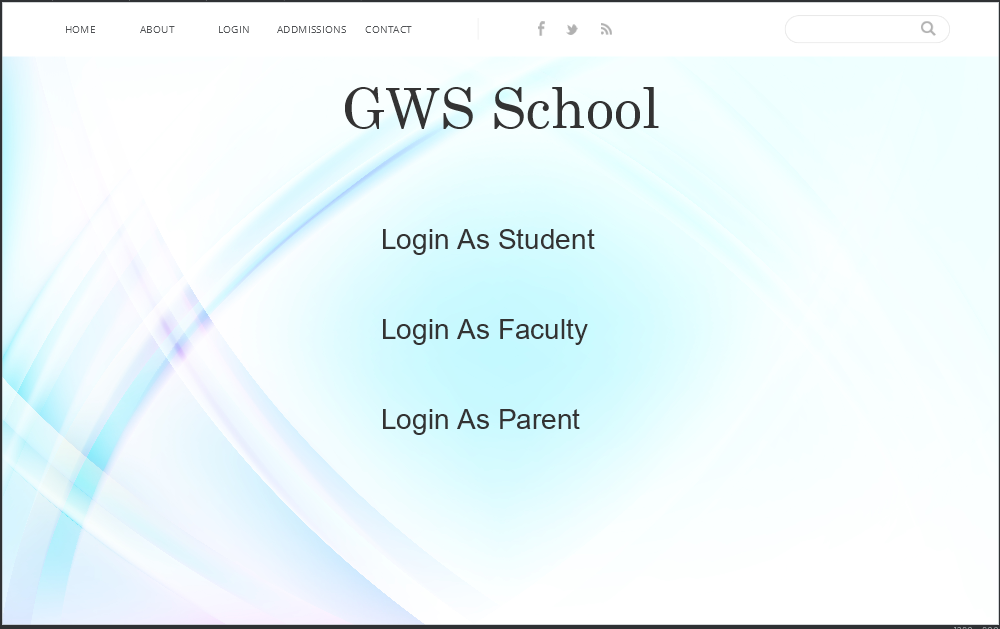 HOME ABOUT LOGIN ADDMISSIONS CONTACT
GWS School
Login As Student
Login As Faculty
Login As Parent